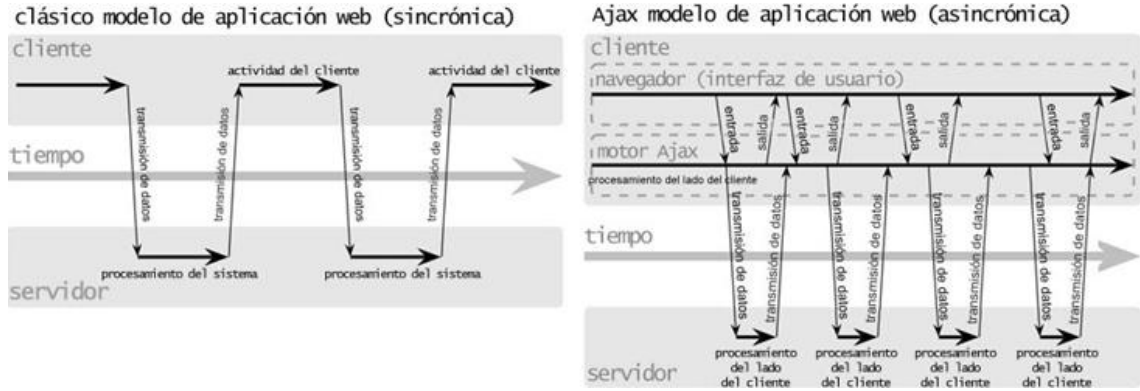 clásico modelo de aplicación web (sincrónica)
cliente
actividad del cliente
actividad del cliente
transmisión de datos
transmisión de datos
transmisión de datos
transmisión de datos
tiempo
procesamiento del sistema
procesamiento del sistema
servidor
Ajax modelo de aplicación web (asincrónica)
cliente
navegador (interfaz de usuario)
entrada
salida
entrada
salida
entrada
salida
entrada
salida
motor Ajax
procesamiento del lado del cliente
transmisión de datos
transmisión de datos
transmisión de datos
transmisión de datos
transmisión de datos
transmisión de datos
transmisión de datos
transmisión de datos
tiempo
procesamiento
del lado
del cliente
procesamiento
del lado
del cliente
procesamiento
del lado
del cliente
procesamiento
del lado
del cliente
servidor